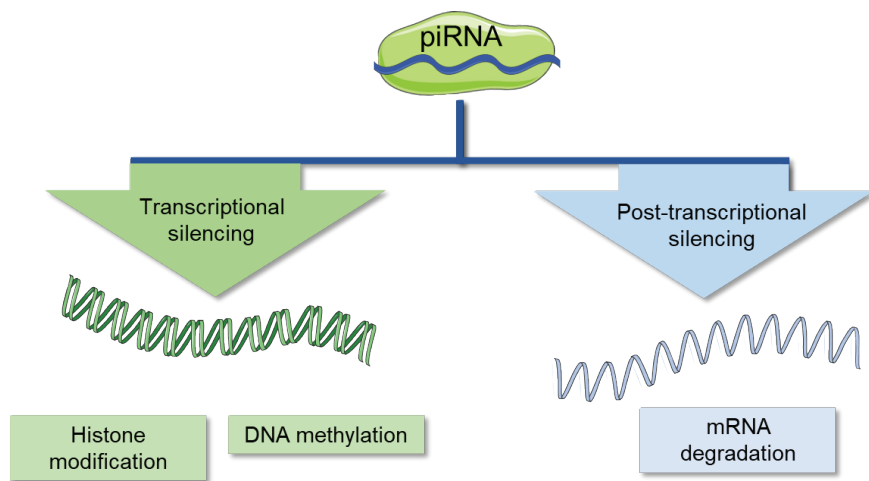 piRNA
Transcriptional
silencing
Post-transcriptional
silencing
Histone
modification
DNA methylation
mRNA
degradation